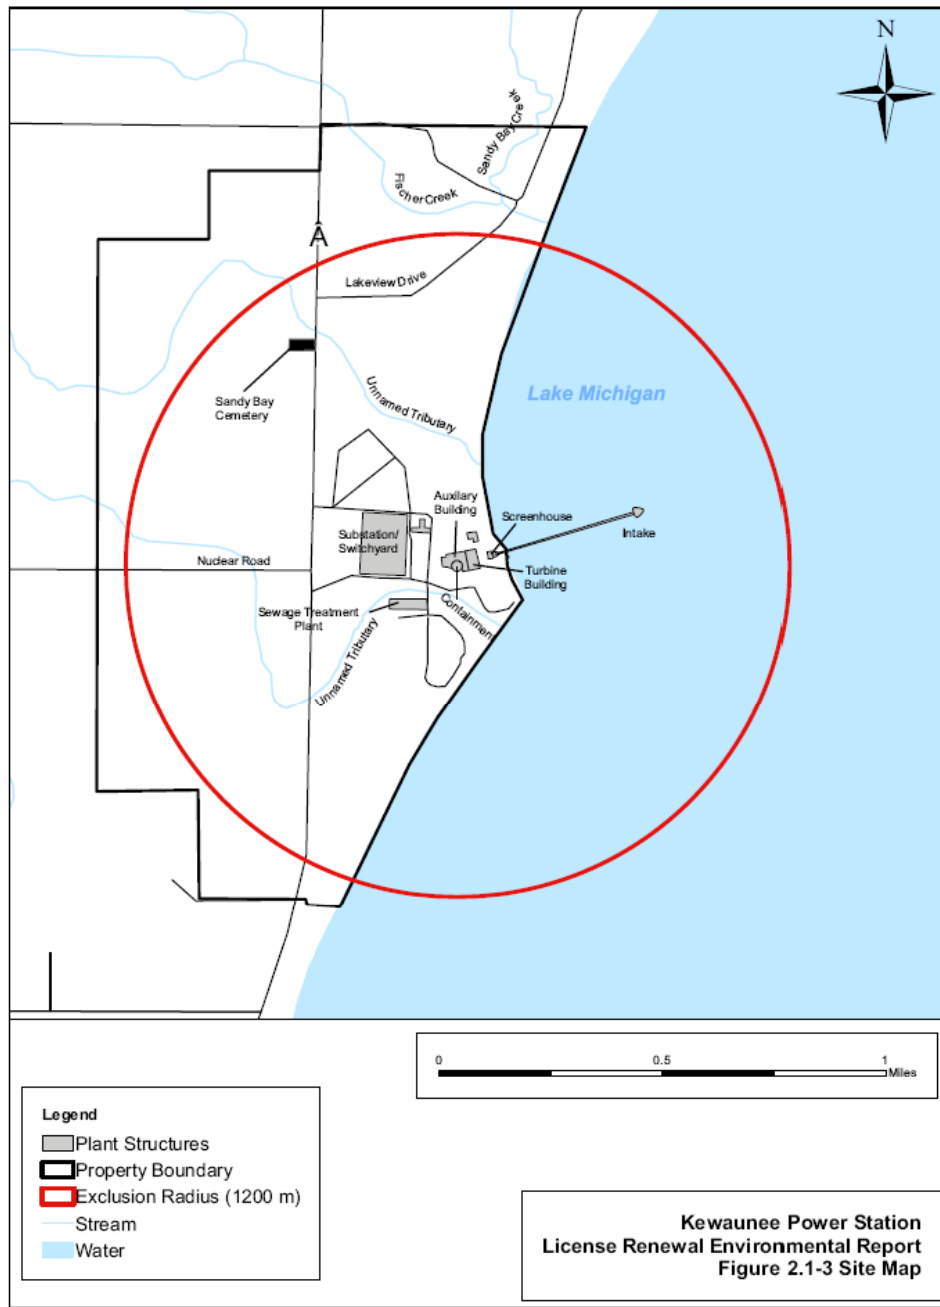 N
Sandy Bay Creek
Fischer Creek
A
Lakeview Drive
Lake Michigan
Sandy Bay
Cemetery
Unnamed Tributary
Auxilary
Building
Screenhouse
Substation/
Switchyard
Intake
Nuclear Road
Turbine
Building
Sewage Treatment
Plant
Containment
Unnamed Tributary
0
0.5
1
Miles
Legend
Plant Structures
Property Boundary
Exclusion Radius (1200 m)
Stream
Water
Kewaunee Power Station
License Renewal Environmental Report
Figure 2.1-3 Site Map